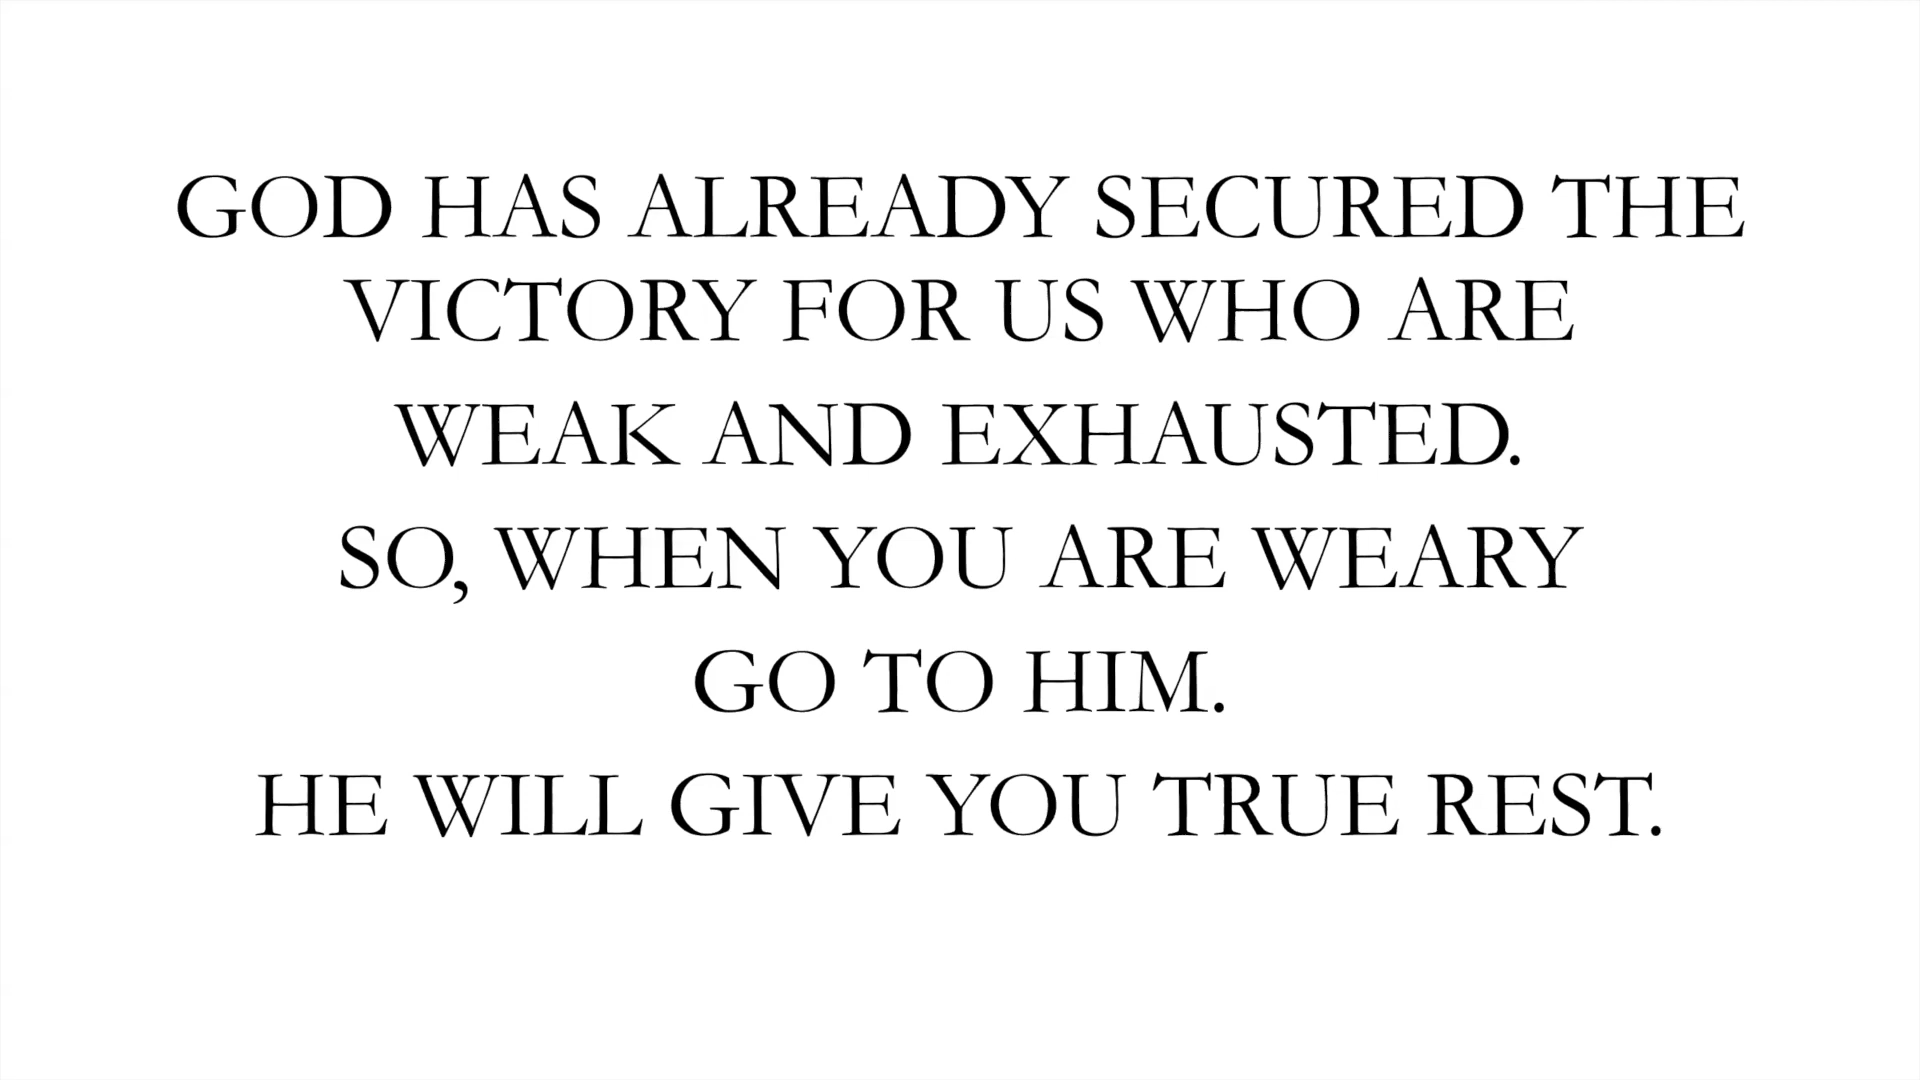 GOD HAS ALREADY SECURED THE
VICTORY FOR US WHO ARE
WEAK AND EXHAUSTED.
SO, WHEN YOU ARE WEARY
GO TO HIM.
HE WILL GIVE YOU TRUE REST.